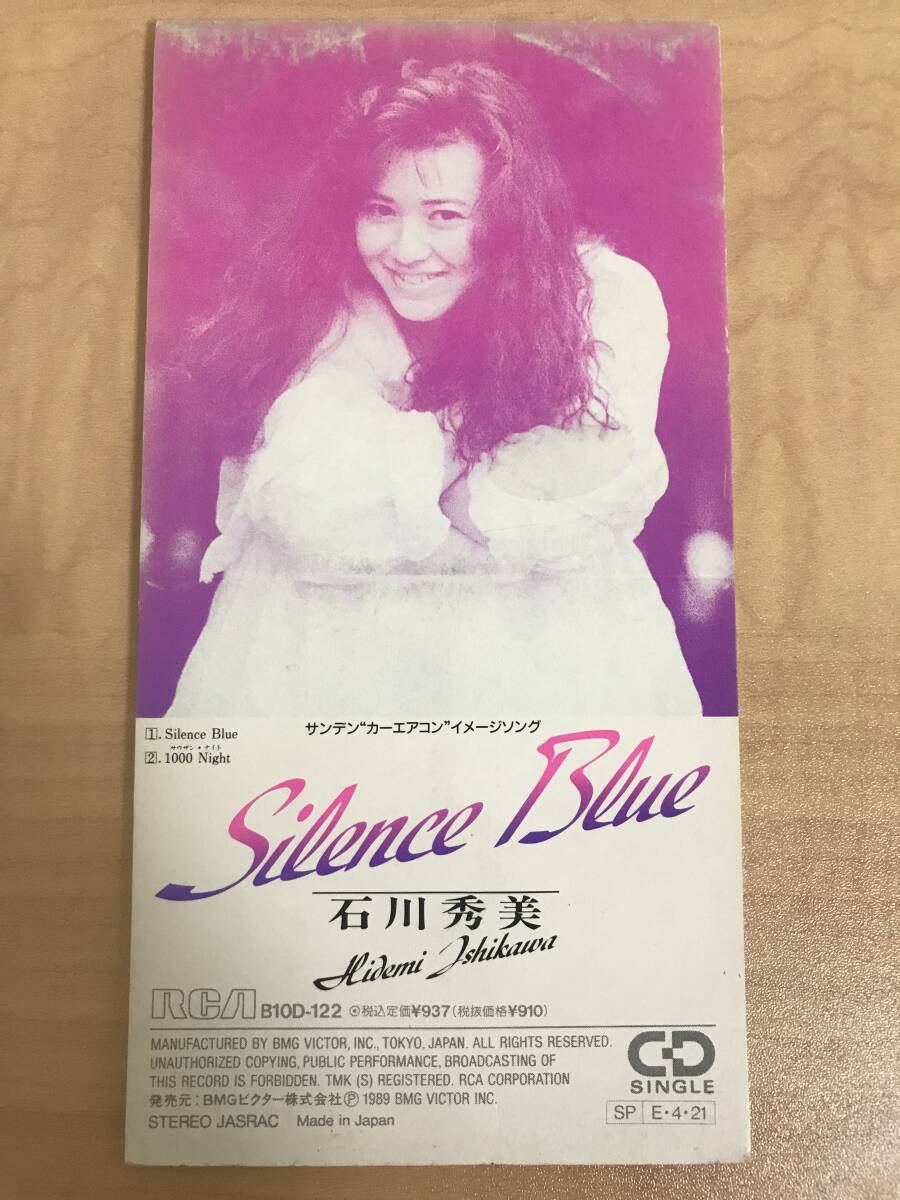 サンデン“カーエアコン”イメージソング
1. Silence Blue
サウザン・ナイト
2. 1000 Night
Silence Blue
石川秀美
Hidemi Ishikawa
RCA B10D-122 ⦿税込定価¥937(税抜価格¥910)
MANUFACTURED BY BMG VICTOR, INC., TOKYO, JAPAN. ALL RIGHTS RESERVED.
UNAUTHORIZED COPYING, PUBLIC PERFORMANCE, BROADCASTING OF
THIS RECORD IS FORBIDDEN. TMK (S) REGISTERED. RCA CORPORATION
発売元:BMGビクター株式会社Ⓟ 1989 BMG VICTOR INC.
STEREO JASRAC Made in Japan
CD
SINGLE
SP E・4・21